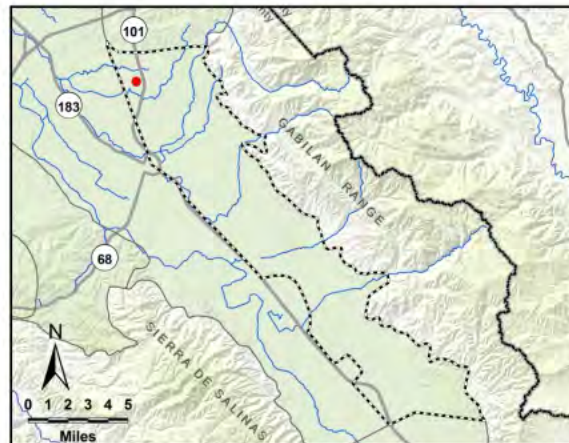 101
183
GABILAN RANGE
68
SIERRA DE SALINAS
N
0 1 2 3 4 5
Miles